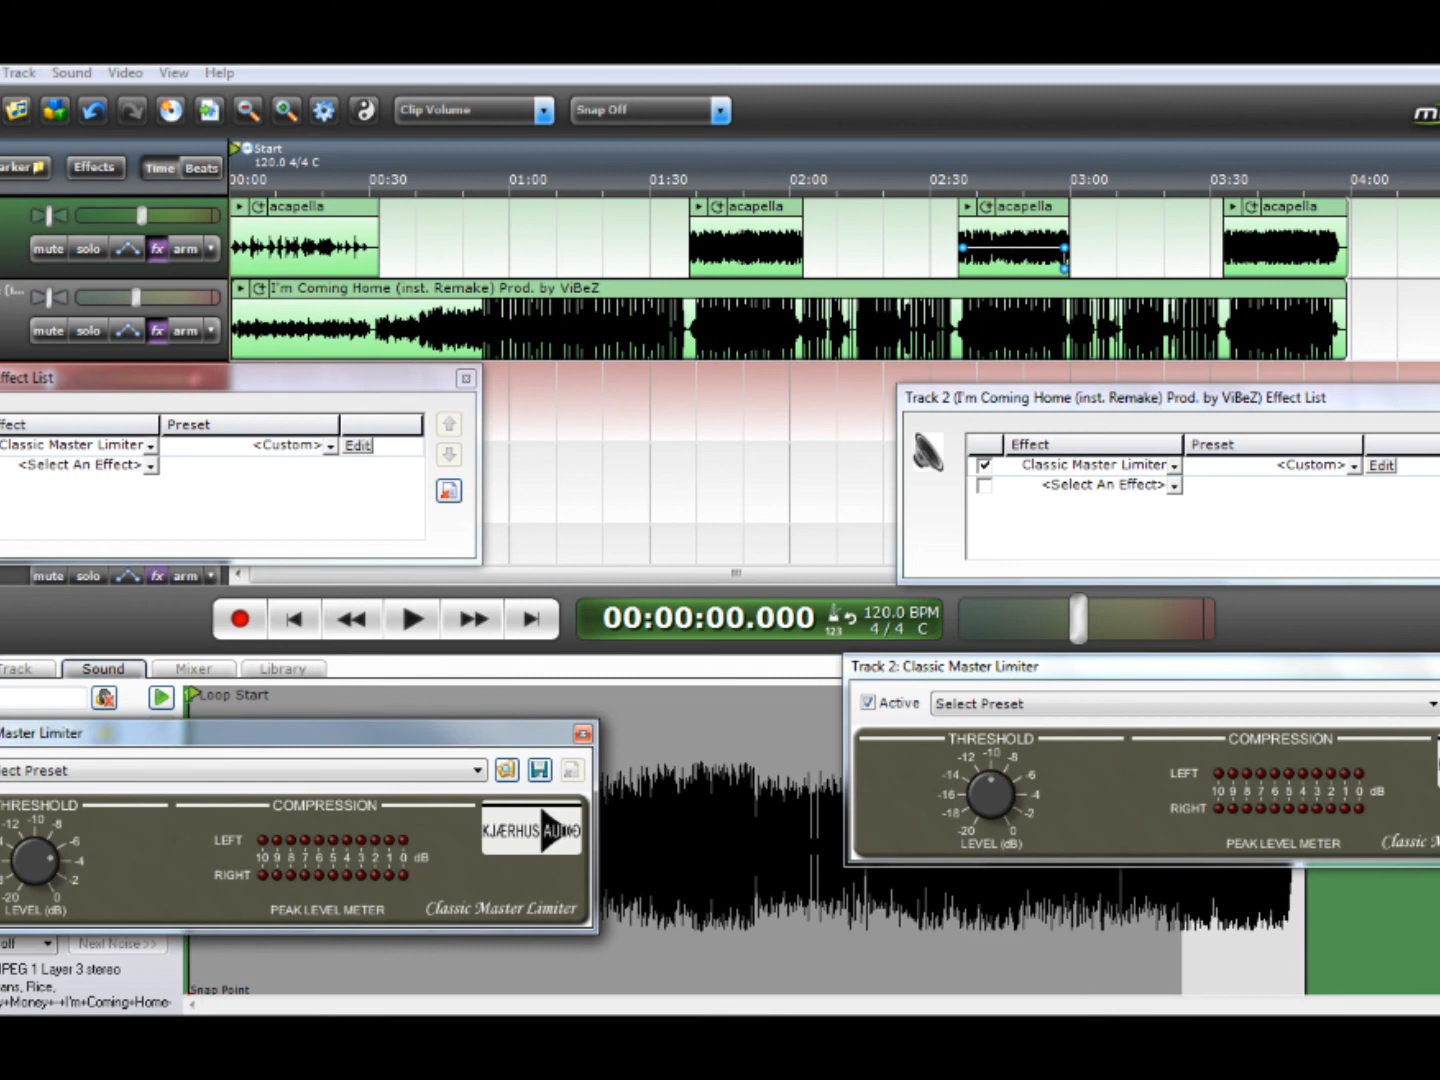 Track Sound Video View Help
Clip Volume Snap Off
Effects Time Beats
Start
120.0 4/4 C
00:00 00:30 01:00 01:30 02:00 02:30 03:00 03:30 04:00
acapella acapella acapella acapella
mute solo fx arm
I'm Coming Home (inst. Remake) Prod. by ViBeZ
mute solo fx arm
ffect List
Track 2 (I'm Coming Home (inst. Remake) Prod. by ViBeZ) Effect List
ffect Preset
Classic Master Limiter <Custom> Edit
<Select An Effect>
Effect Preset
Classic Master Limiter <Custom> Edit
<Select An Effect>
mute solo fx arm
00:00:00.000 123 120.0 BPM
4/4 C
Track Sound Mixer Library
Loop Start
Track 2: Classic Master Limiter
Active Select Preset
THRESHOLD COMPRESSION
-12 -10 -8
-14 -6
-16 -4
-18 -2
-20 0
LEVEL (dB)
LEFT
10 9 8 7 6 5 4 3 2 1 0 dB
RIGHT
PEAK LEVEL METER
Master Limiter
ect Preset
THRESHOLD COMPRESSION
-12 -10 -8
-6
-4
-2
-20 0
LEVEL (dB)
LEFT
10 9 8 7 6 5 4 3 2 1 0 dB
RIGHT
PEAK LEVEL METER
KJÆRHUS AUDIO
Classic Master Limiter
off Next Noise >>
MPEG 1 Layer 3 stereo
ans, Rice,
y+Money+-+I'm+Coming+Home
Snap Point